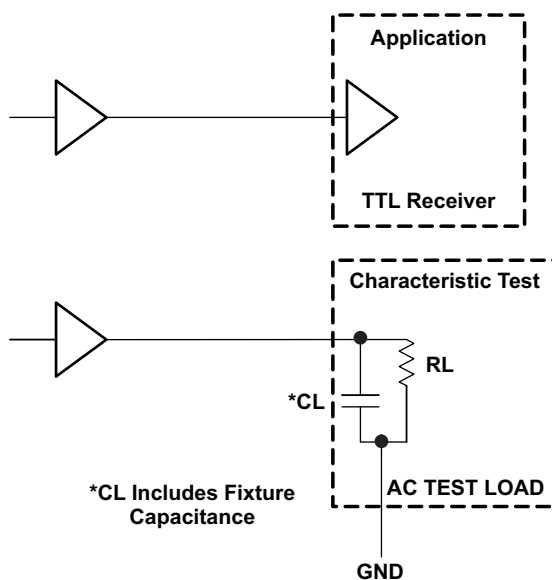 Application
TTL Receiver
Characteristic Test
RL
*CL
AC TEST LOAD
*CL Includes Fixture
Capacitance
GND